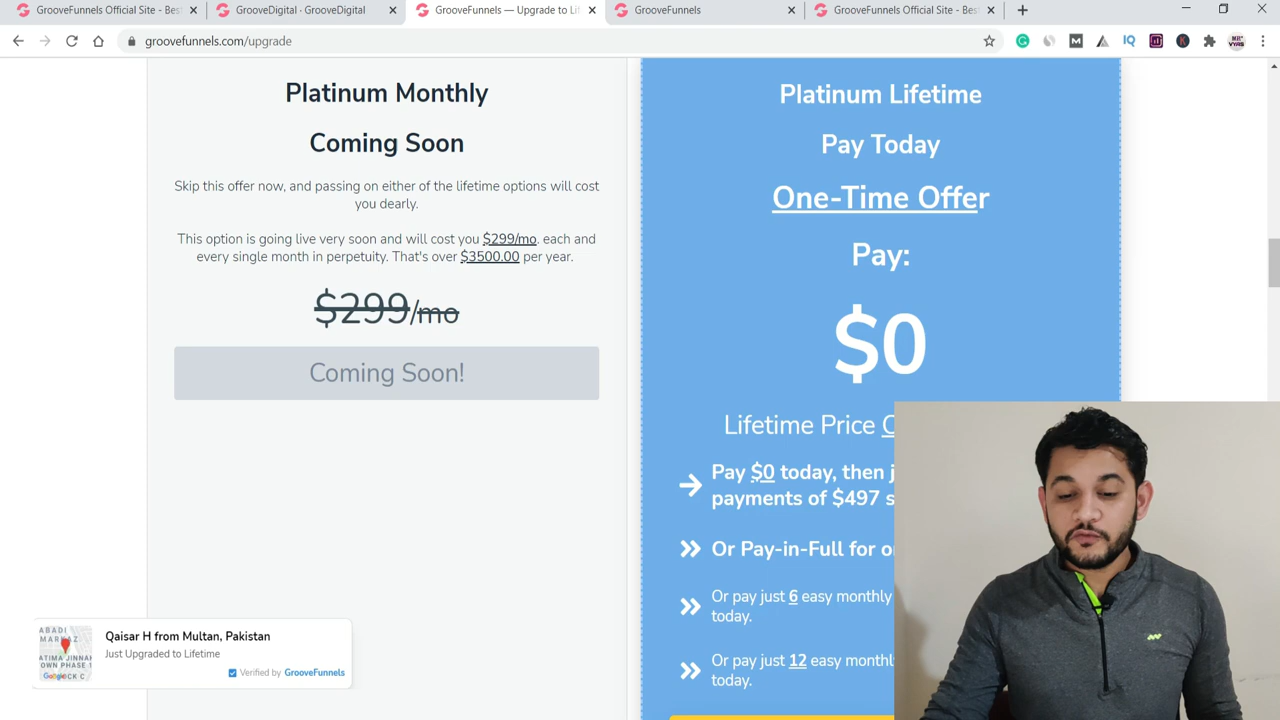 GrooveFunnels Official Site - Bes
GrooveDigital · GrooveDigital
GrooveFunnels — Upgrade to Li
GrooveFunnels
GrooveFunnels Official Site - Bes
groovefunnels.com/upgrade
Platinum Monthly
Coming Soon
Skip this offer now, and passing on either of the lifetime options will cost
you dearly.
This option is going live very soon and will cost you $299/mo. each and
every single month in perpetuity. That's over $3500.00 per year.
$299/mo
Coming Soon!
Platinum Lifetime
Pay Today
One-Time Offer
Pay:
$0
Lifetime Price
Pay $0 today, then
payments of $497
Or Pay-in-Full for
Or pay just 6 easy monthly
today.
Or pay just 12 easy monthl
today.
Qaisar H from Multan, Pakistan
Just Upgraded to Lifetime
Verified by GrooveFunnels